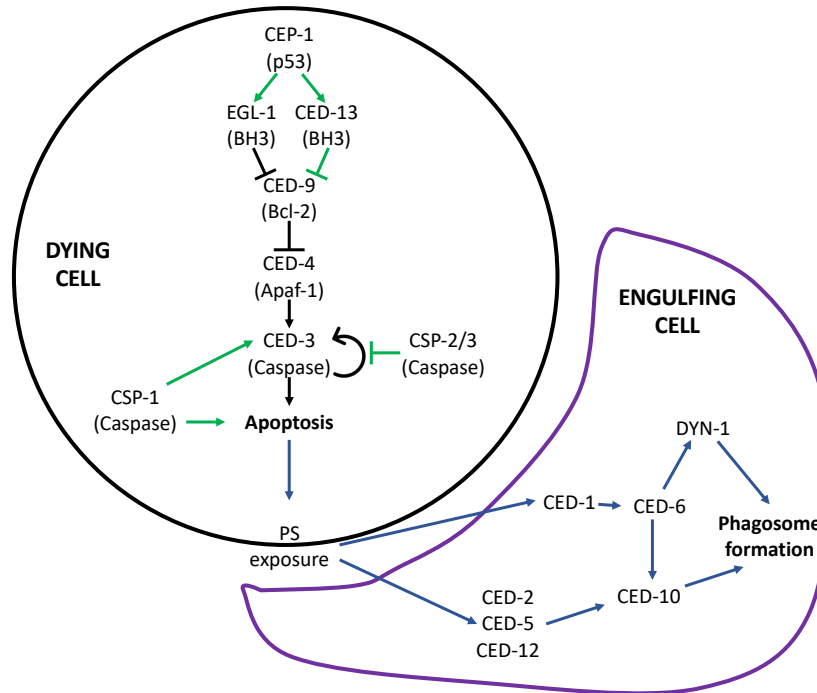 CEP-1
(p53)
EGL-1
(BH3)
CED-13
(BH3)
CED-9
(Bcl-2)
DYING
CELL
CED-4
(Apaf-1)
CED-3
(Caspase)
CSP-2/3
(Caspase)
CSP-1
(Caspase)
Apoptosis
PS
exposure
ENGULFING
CELL
DYN-1
CED-1
CED-6
Phagosome
formation
CED-2
CED-5
CED-12
CED-10